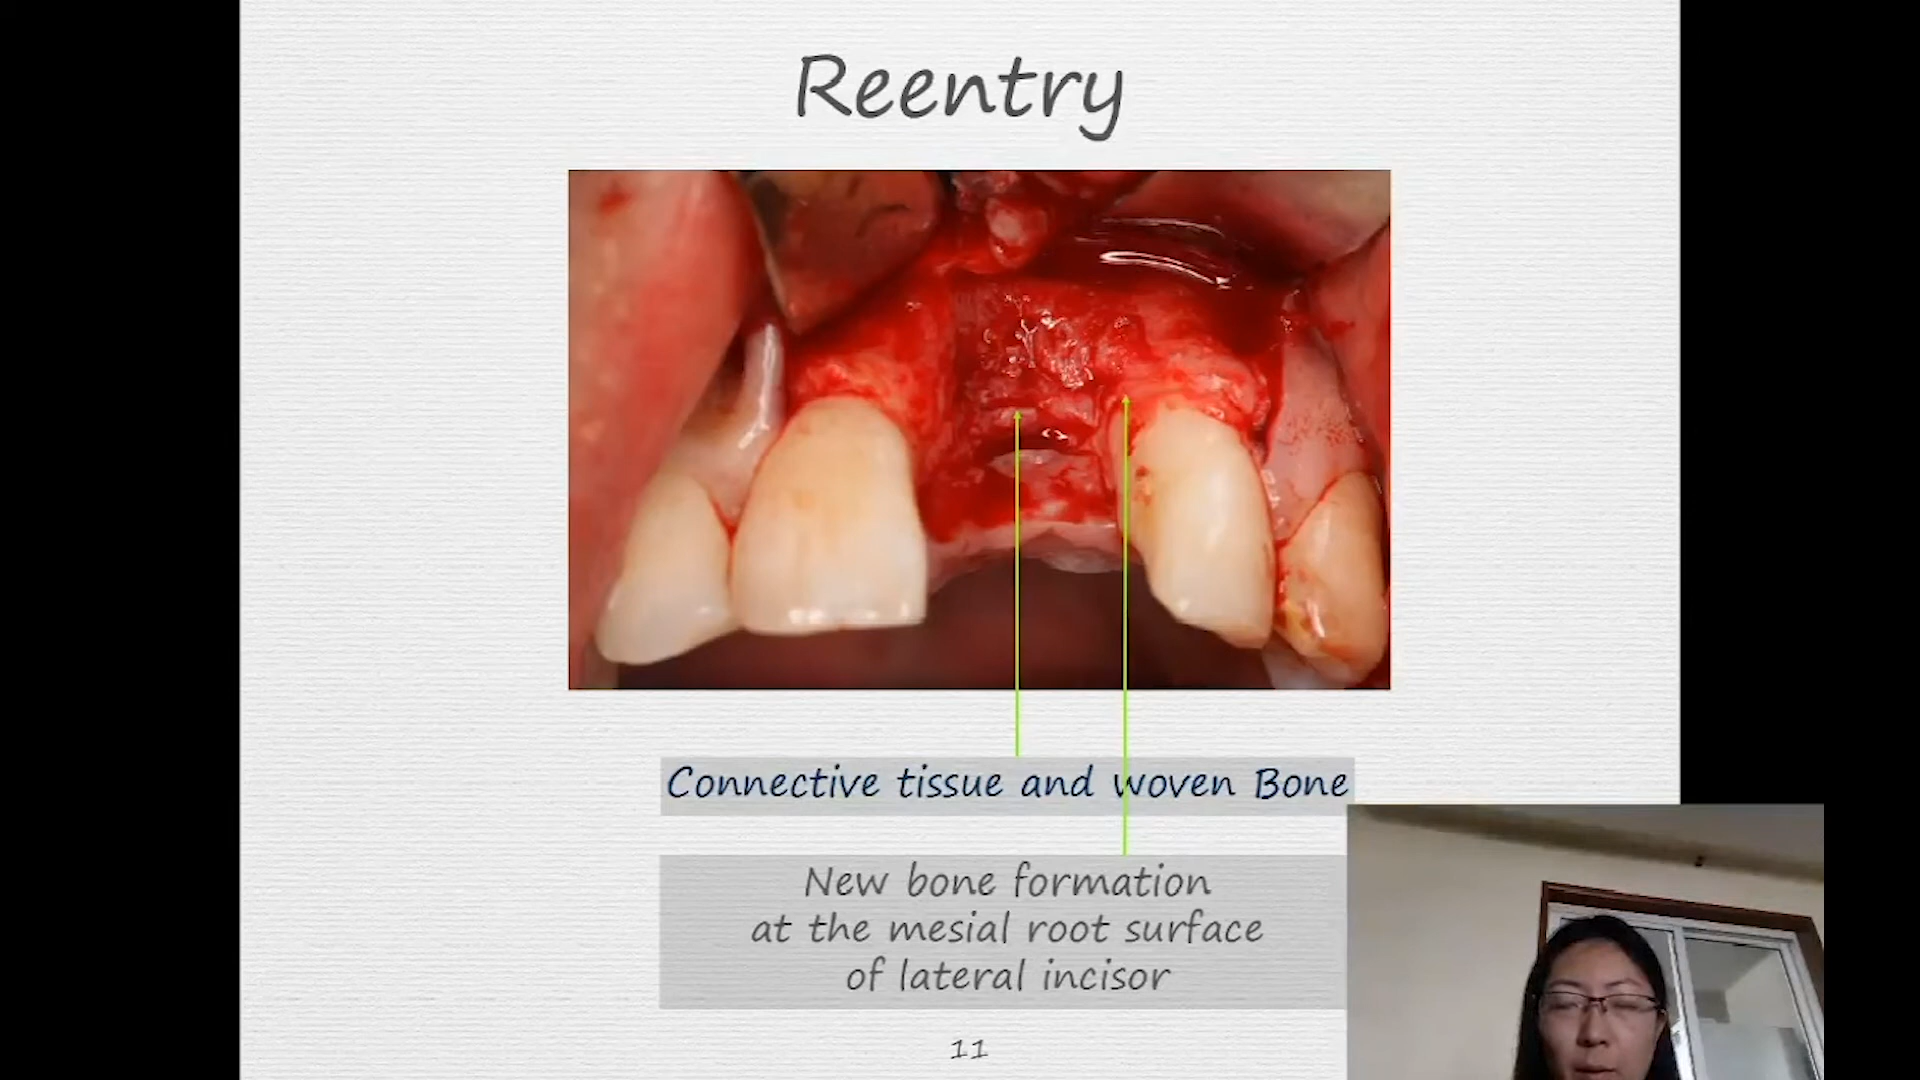 Reentry
Connective tissue and woven Bone
New bone formation
at the mesial root surface
of lateral incisor
11